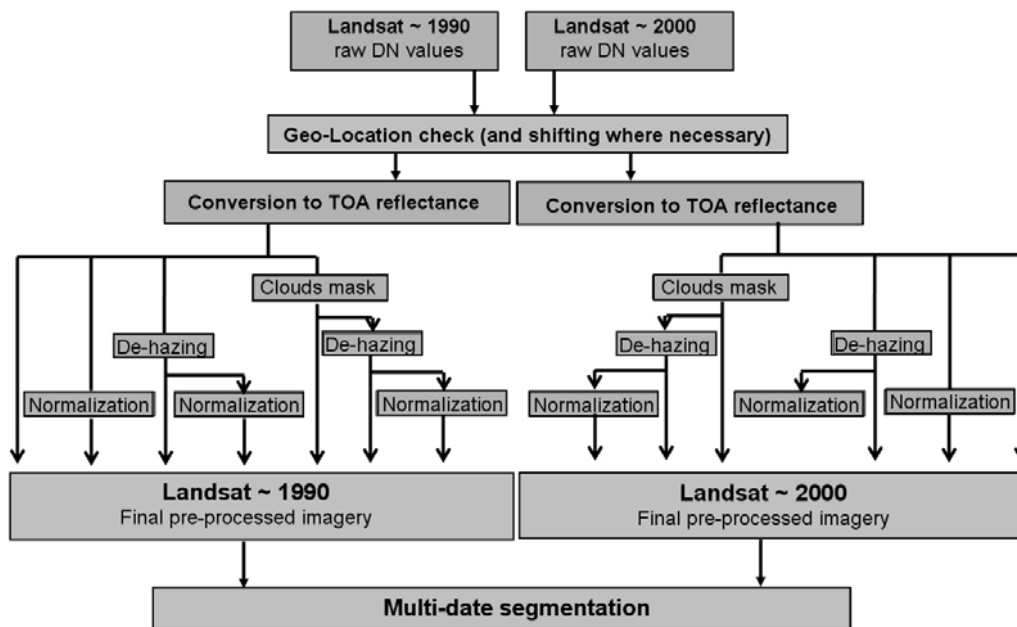 Landsat ~ 1990
raw DN values
Landsat ~ 2000
raw DN values
Geo-Location check (and shifting where necessary)
Conversion to TOA reflectance
Conversion to TOA reflectance
Clouds mask
Clouds mask
De-hazing
De-hazing
De-hazing
De-hazing
Normalization
Normalization
Normalization
Normalization
Normalization
Normalization
Landsat ~ 1990
Final pre-processed imagery
Landsat ~ 2000
Final pre-processed imagery
Multi-date segmentation